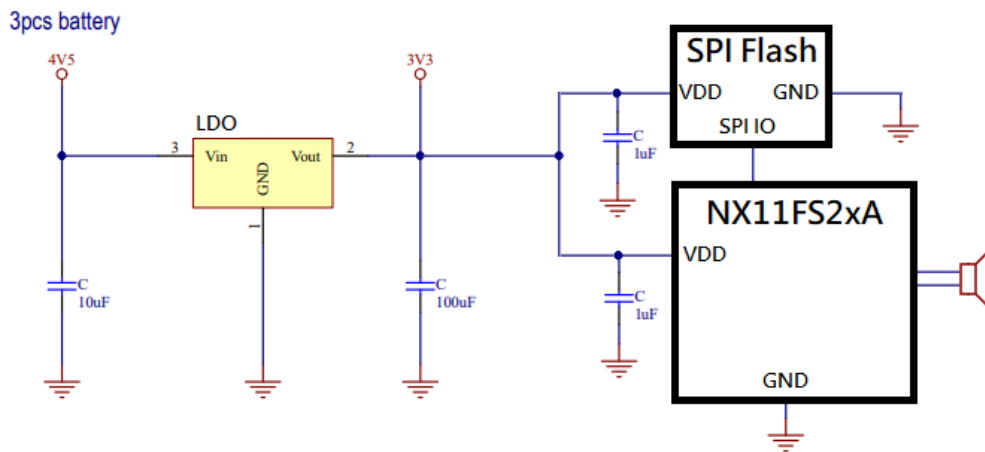 3pcs battery
4V5
3V3
SPI Flash
VDD
GND
SPI IO
LDO
3
Vin
Vout
2
GND
1
C
1uF
NX11FS2xA
VDD
C
10uF
C
100uF
C
1uF
GND